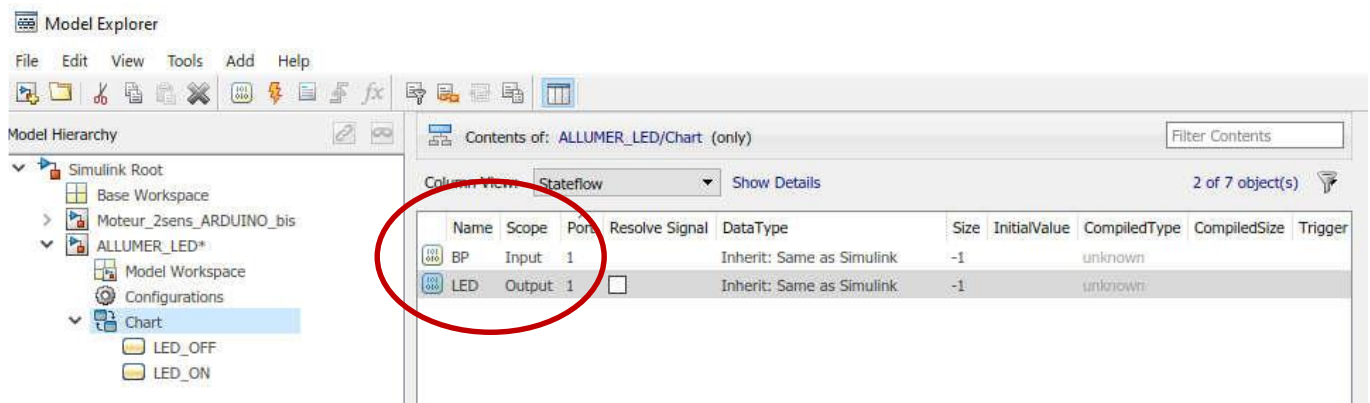 Model Explorer
File Edit View Tools Add Help
fx
Model Hierarchy
Contents of: ALLUMER_LED/Chart (only)
Filter Contents
Simulink Root
Base Workspace
Moteur_2sens_ARDUINO_bis
ALLUMER_LED*
Model Workspace
Configurations
Chart
LED_OFF
LED_ON
Column View: Stateflow Show Details 2 of 7 object(s)
Name Scope Port Resolve Signal DataType Size InitialValue CompiledType CompiledSize Trigger
BP Input 1 Inherit: Same as Simulink -1 unknown
LED Output 1 Inherit: Same as Simulink -1 unknown